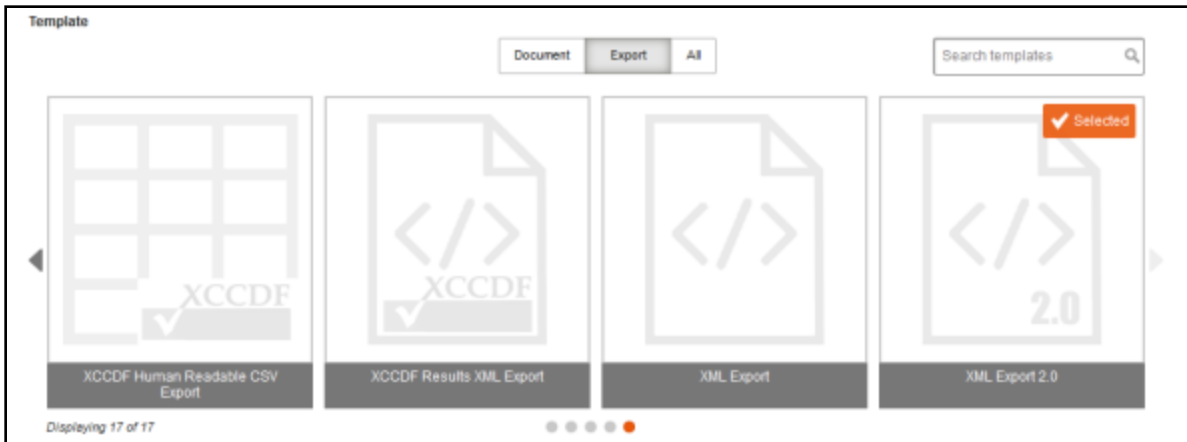 Template
Document Export All
Search templates
Selected
XCCDF
XCCDF
2.0
XCCDF Human Readable CSV
Export
XCCDF Results XML Export
XML Export
XML Export 2.0
Displaying 17 of 17